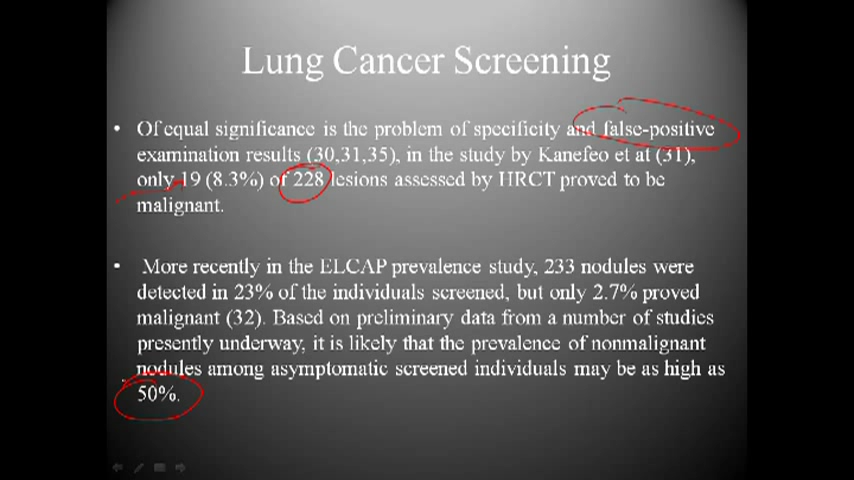 Lung Cancer Screening
• Of equal significance is the problem of specificity and false-positive
examination results (30,31,35), in the study by Kanefeo et at (31),
only 19 (8.3%) of 228 lesions assessed by HRCT proved to be
malignant.
• More recently in the ELCAP prevalence study, 233 nodules were
detected in 23% of the individuals screened, but only 2.7% proved
malignant (32). Based on preliminary data from a number of studies
presently underway, it is likely that the prevalence of nonmalignant
nodules among asymptomatic screened individuals may be as high as
50%.